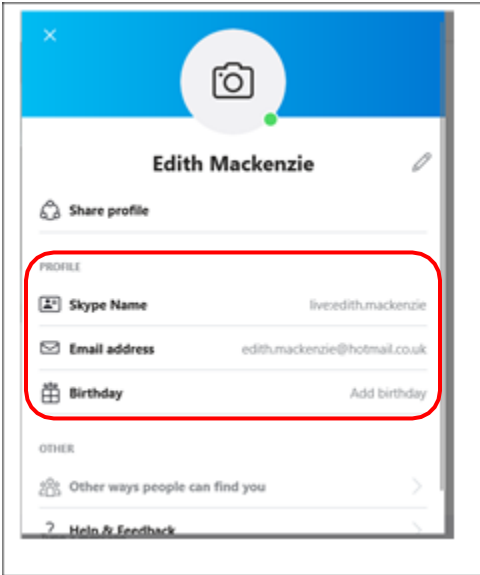 Edith Mackenzie
Share profile
PROFILE
Skype Name live:edith.mackenzie
Email address edith.mackenzie@hotmail.co.uk
Birthday Add birthday
OTHER
Other ways people can find you
Help & Feedback